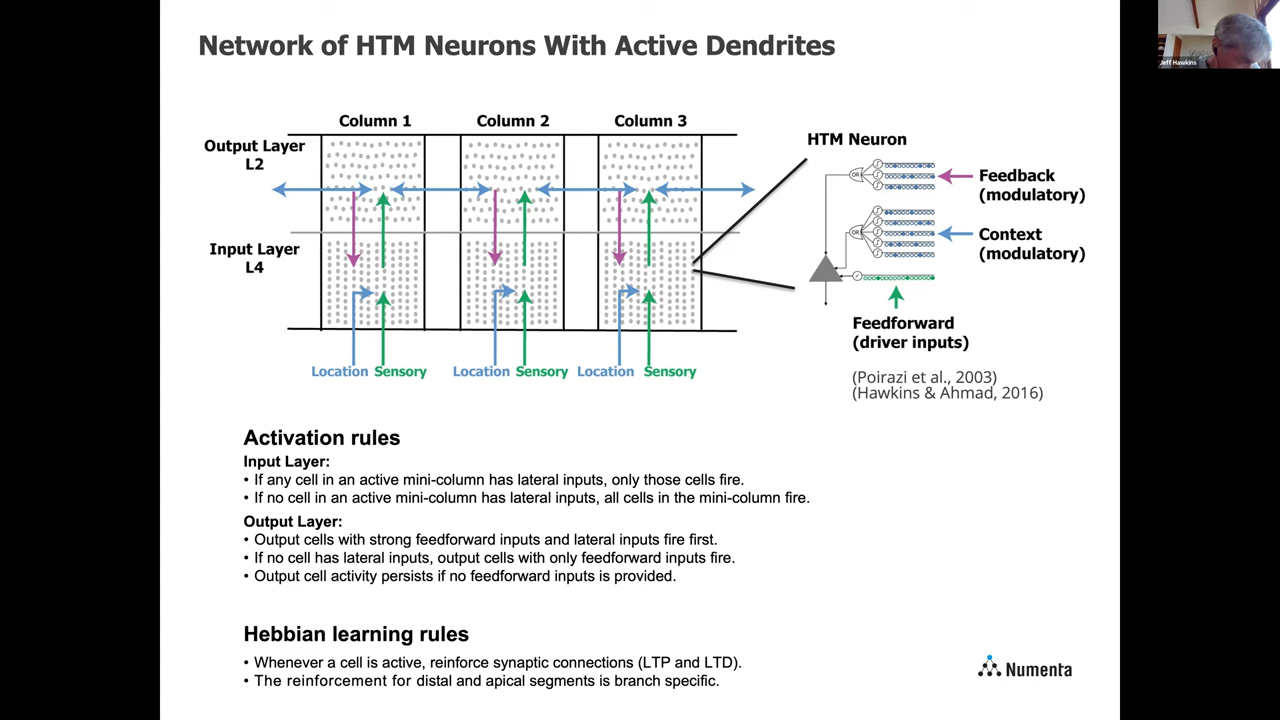 Network of HTM Neurons With Active Dendrites
Jeff Hawkins
Column 1 Column 2 Column 3
Output Layer
L2
Input Layer
L4
Location Sensory Location Sensory Location Sensory
HTM Neuron
OR
OR
Feedback
(modulatory)
Context
(modulatory)
Feedforward
(driver inputs)
(Poirazi et al., 2003)
(Hawkins & Ahmad, 2016)
Activation rules
Input Layer:
• If any cell in an active mini-column has lateral inputs, only those cells fire.
• If no cell in an active mini-column has lateral inputs, all cells in the mini-column fire.
Output Layer:
• Output cells with strong feedforward inputs and lateral inputs fire first.
• If no cell has lateral inputs, output cells with only feedforward inputs fire.
• Output cell activity persists if no feedforward inputs is provided.
Hebbian learning rules
• Whenever a cell is active, reinforce synaptic connections (LTP and LTD).
• The reinforcement for distal and apical segments is branch specific.
Numenta